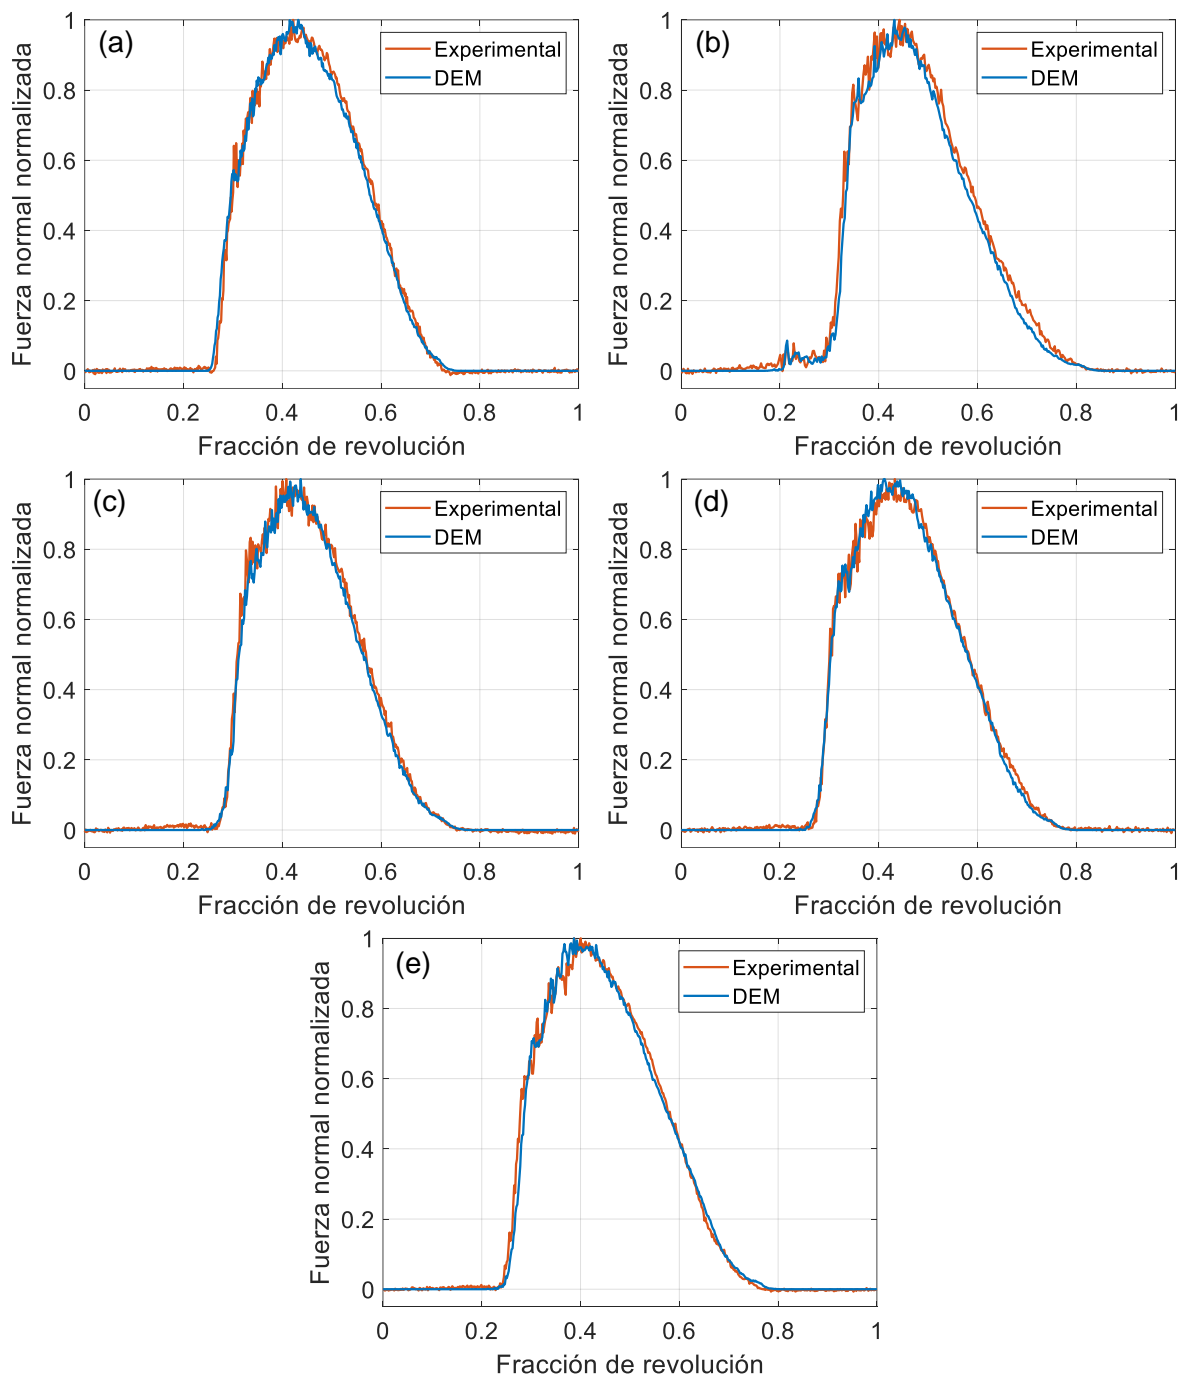 (a)
Experimental
DEM
Fuerza normal normalizada
1
0.8
0.6
0.4
0.2
0
0 0.2 0.4 0.6 0.8 1
Fracción de revolución
(b)
Experimental
DEM
Fuerza normal normalizada
1
0.8
0.6
0.4
0.2
0
0 0.2 0.4 0.6 0.8 1
Fracción de revolución
(c)
Experimental
DEM
Fuerza normal normalizada
1
0.8
0.6
0.4
0.2
0
0 0.2 0.4 0.6 0.8 1
Fracción de revolución
(d)
Experimental
DEM
Fuerza normal normalizada
1
0.8
0.6
0.4
0.2
0
0 0.2 0.4 0.6 0.8 1
Fracción de revolución
(e)
Experimental
DEM
Fuerza normal normalizada
1
0.8
0.6
0.4
0.2
0
0 0.2 0.4 0.6 0.8 1
Fracción de revolución